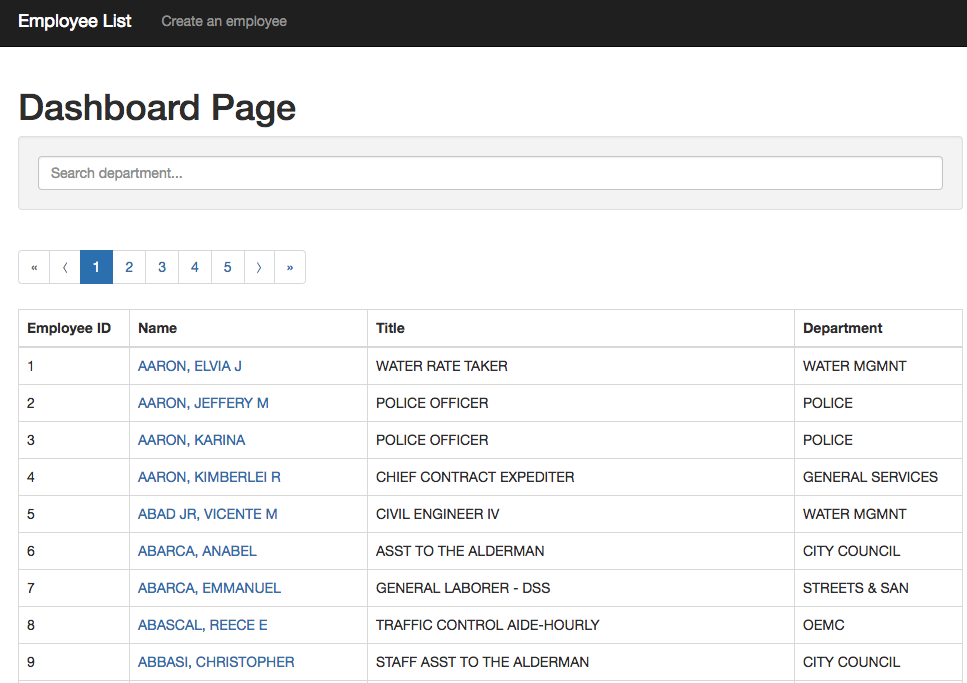 Employee List Create an employee
Dashboard Page
Search department...
« 〈 1 2 3 4 5 〉 »
Employee ID Name Title Department
1 AARON, ELVIA J WATER RATE TAKER WATER MGMNT
2 AARON, JEFFERY M POLICE OFFICER POLICE
3 AARON, KARINA POLICE OFFICER POLICE
4 AARON, KIMBERLEI R CHIEF CONTRACT EXPEDITER GENERAL SERVICES
5 ABAD JR, VICENTE M CIVIL ENGINEER IV WATER MGMNT
6 ABARCA, ANABEL ASST TO THE ALDERMAN CITY COUNCIL
7 ABARCA, EMMANUEL GENERAL LABORER - DSS STREETS & SAN
8 ABASCAL, REECE E TRAFFIC CONTROL AIDE-HOURLY OEMC
9 ABBASI, CHRISTOPHER STAFF ASST TO THE ALDERMAN CITY COUNCIL